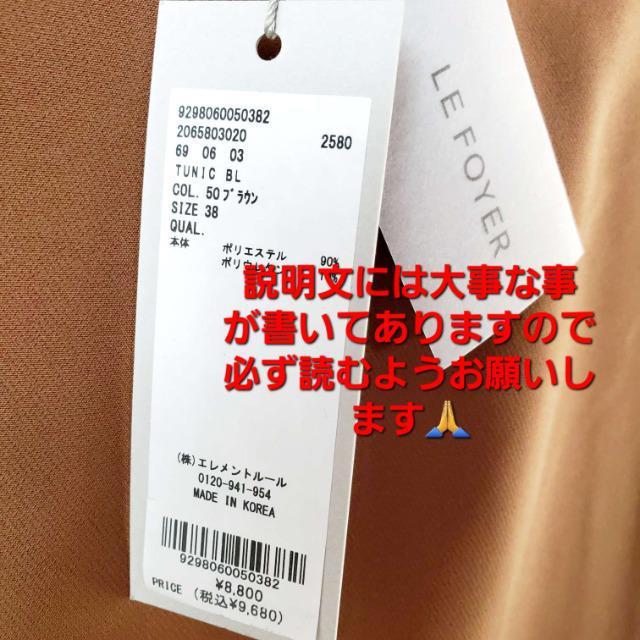 9298060050382
2065803020 2580
69 06 03
TUNIC BL
COL. 50ブラウン
SIZE 38
QUAL.
本体 ポリエステル 90%
LE FOYER
説明文には大事な事
が書いてありますので
必ず読むようお願いし
ます🙏
(株)エレメントルール
0120-941-954
MADE IN KOREA
9298060050382
¥8,800
PRICE (税込¥9,680)